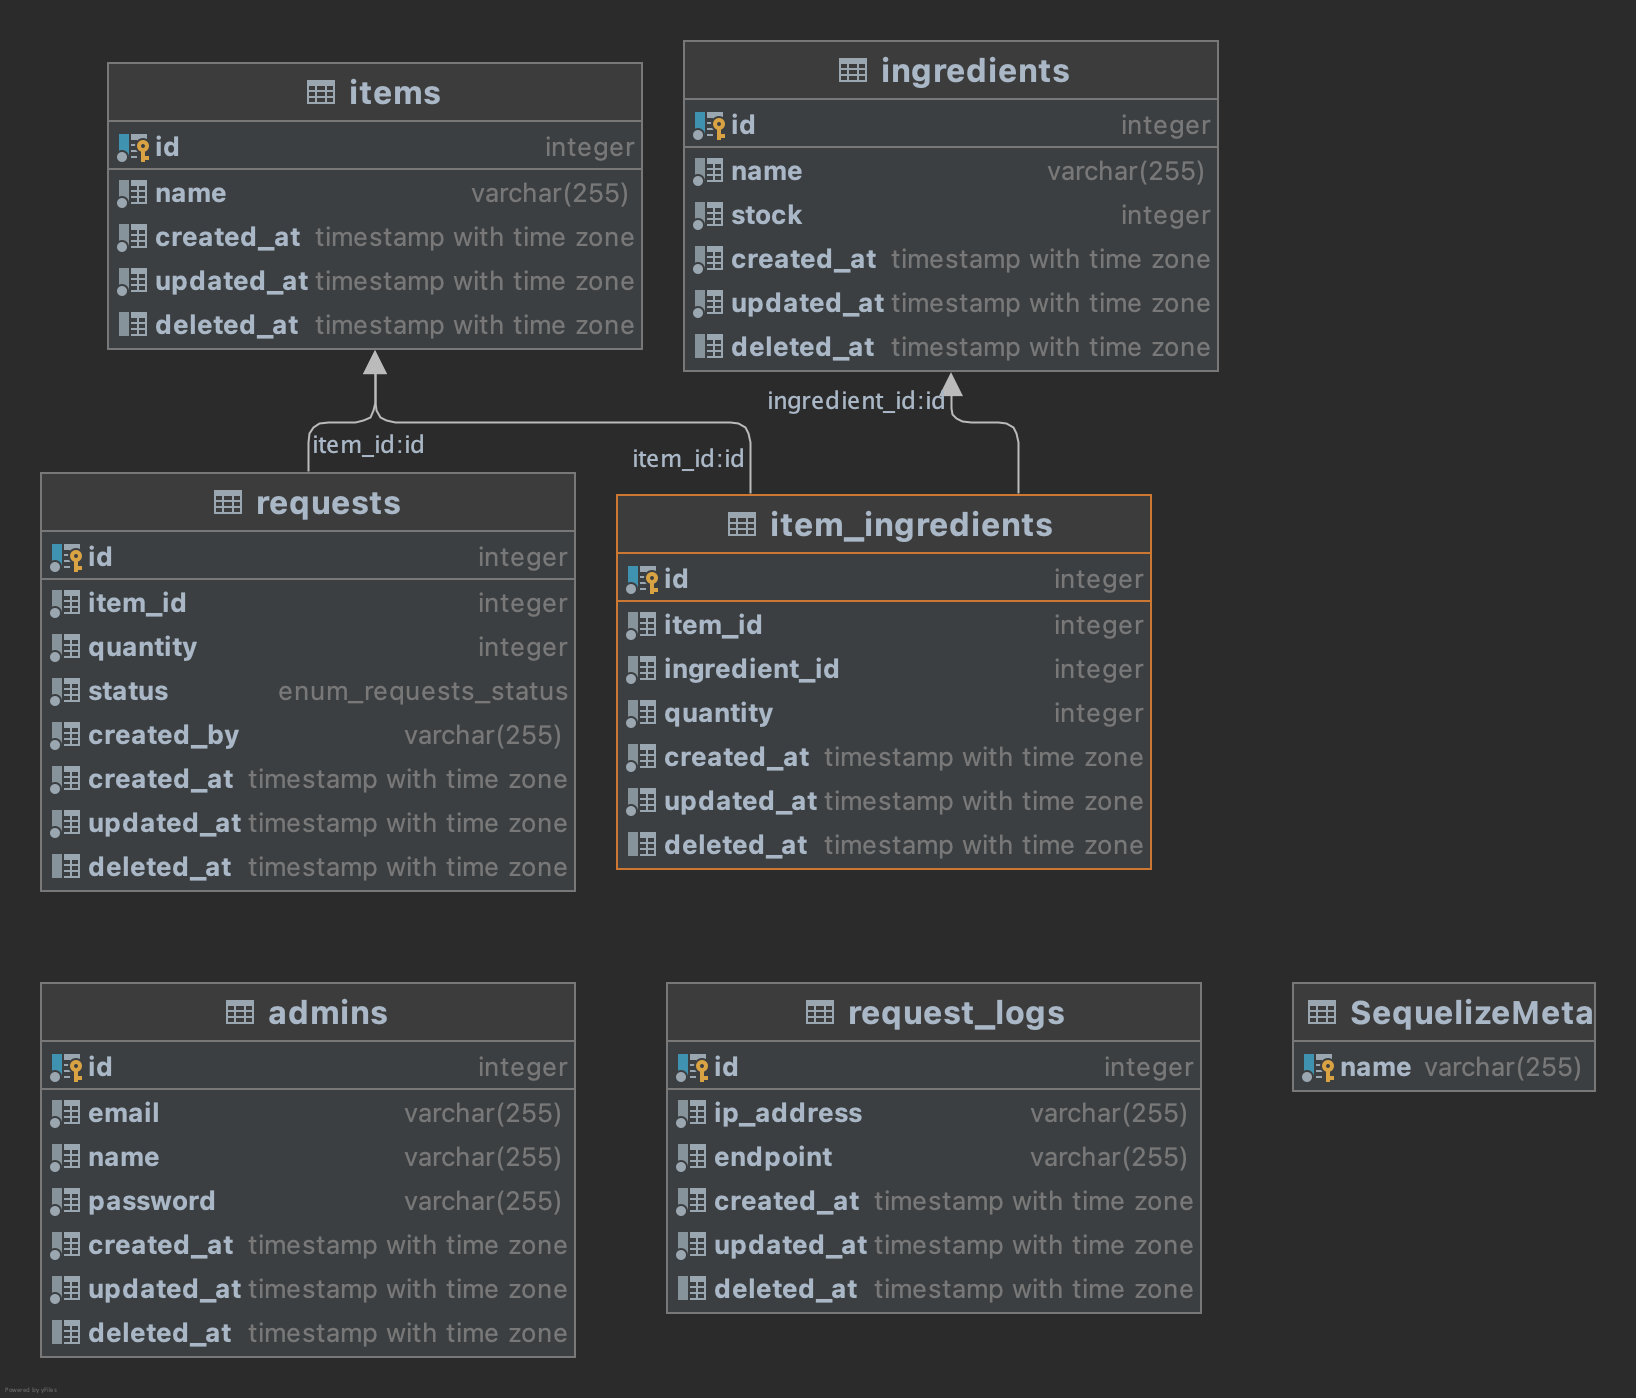 items
id integer
name varchar(255)
created_at timestamp with time zone
updated_at timestamp with time zone
deleted_at timestamp with time zone
ingredients
id integer
name varchar(255)
stock integer
created_at timestamp with time zone
updated_at timestamp with time zone
deleted_at timestamp with time zone
ingredient_id:id
item_id:id
item_id:id
requests
id integer
item_id integer
quantity integer
status enum_requests_status
created_by varchar(255)
created_at timestamp with time zone
updated_at timestamp with time zone
deleted_at timestamp with time zone
item_ingredients
id integer
item_id integer
ingredient_id integer
quantity integer
created_at timestamp with time zone
updated_at timestamp with time zone
deleted_at timestamp with time zone
admins
id integer
email varchar(255)
name varchar(255)
password varchar(255)
created_at timestamp with time zone
updated_at timestamp with time zone
deleted_at timestamp with time zone
request_logs
id integer
ip_address varchar(255)
endpoint varchar(255)
created_at timestamp with time zone
updated_at timestamp with time zone
deleted_at timestamp with time zone
SequelizeMeta
name varchar(255)
Powered by yFiles